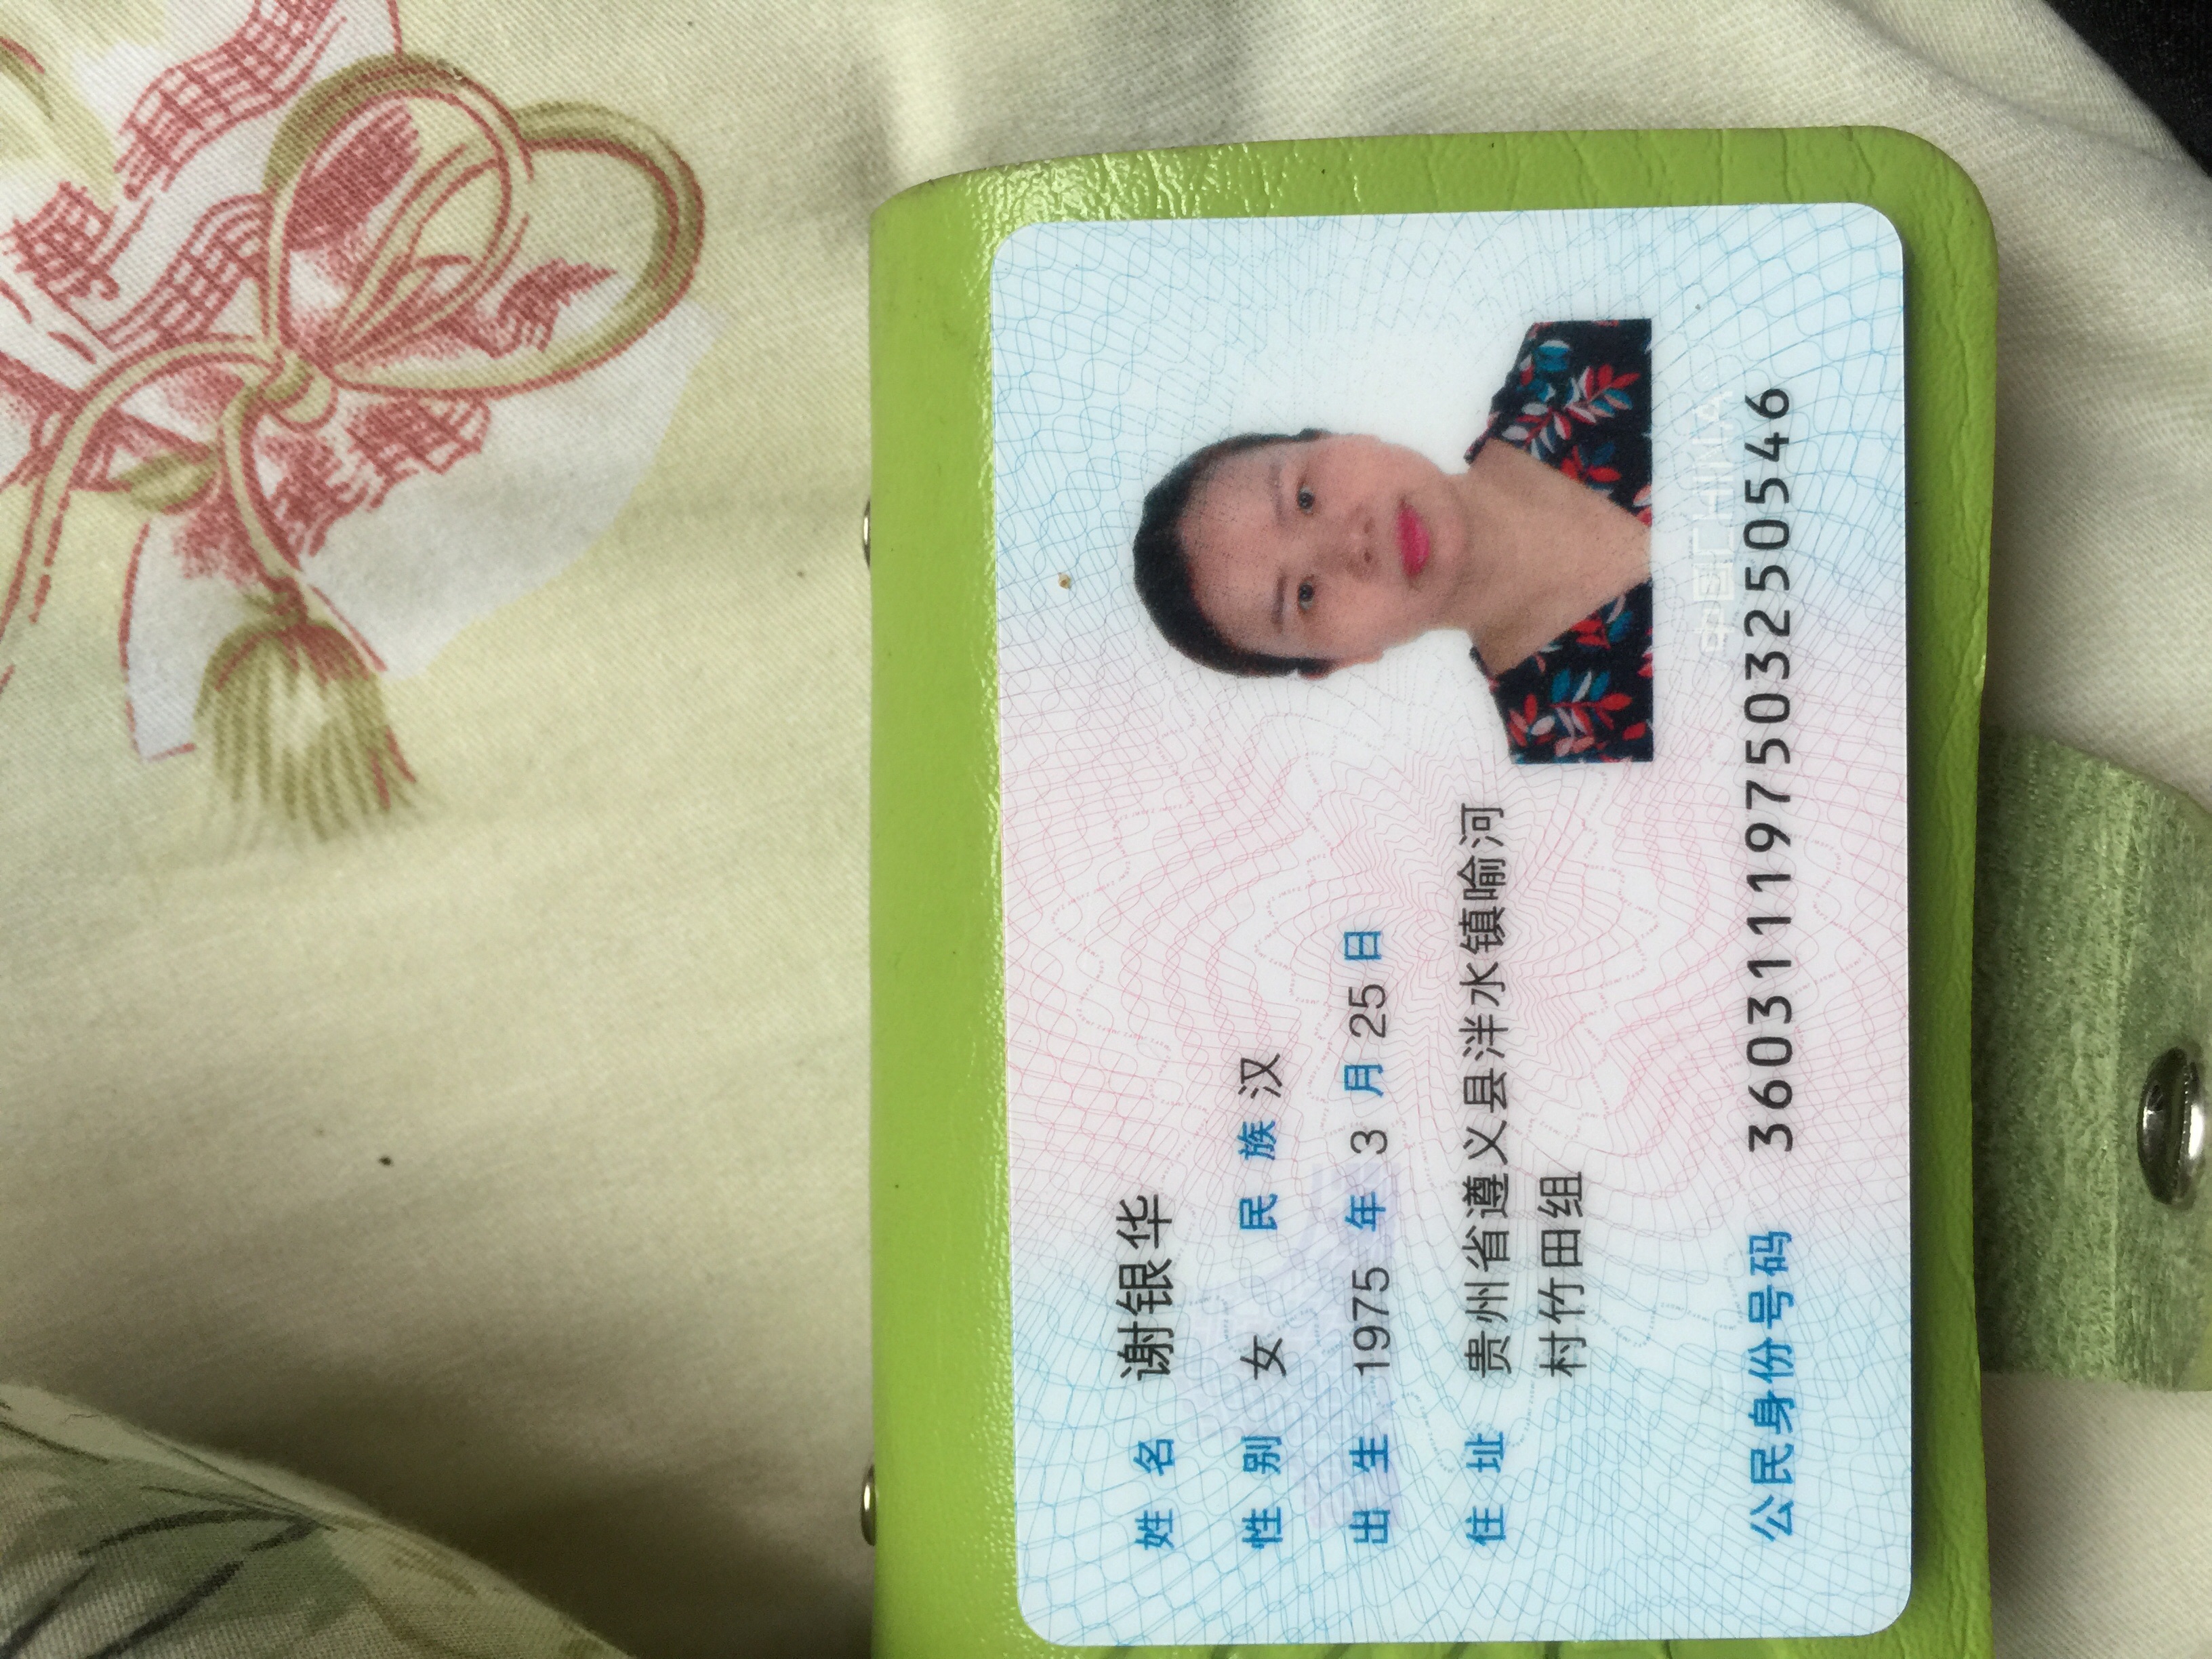 姓名 谢银华
性别 女 民族 汉
出生 1975 年 3 月 25 日
住址 贵州省遵义县泮水镇喻河
村竹田组
中国CHINA
公民身份号码 360311197503250546